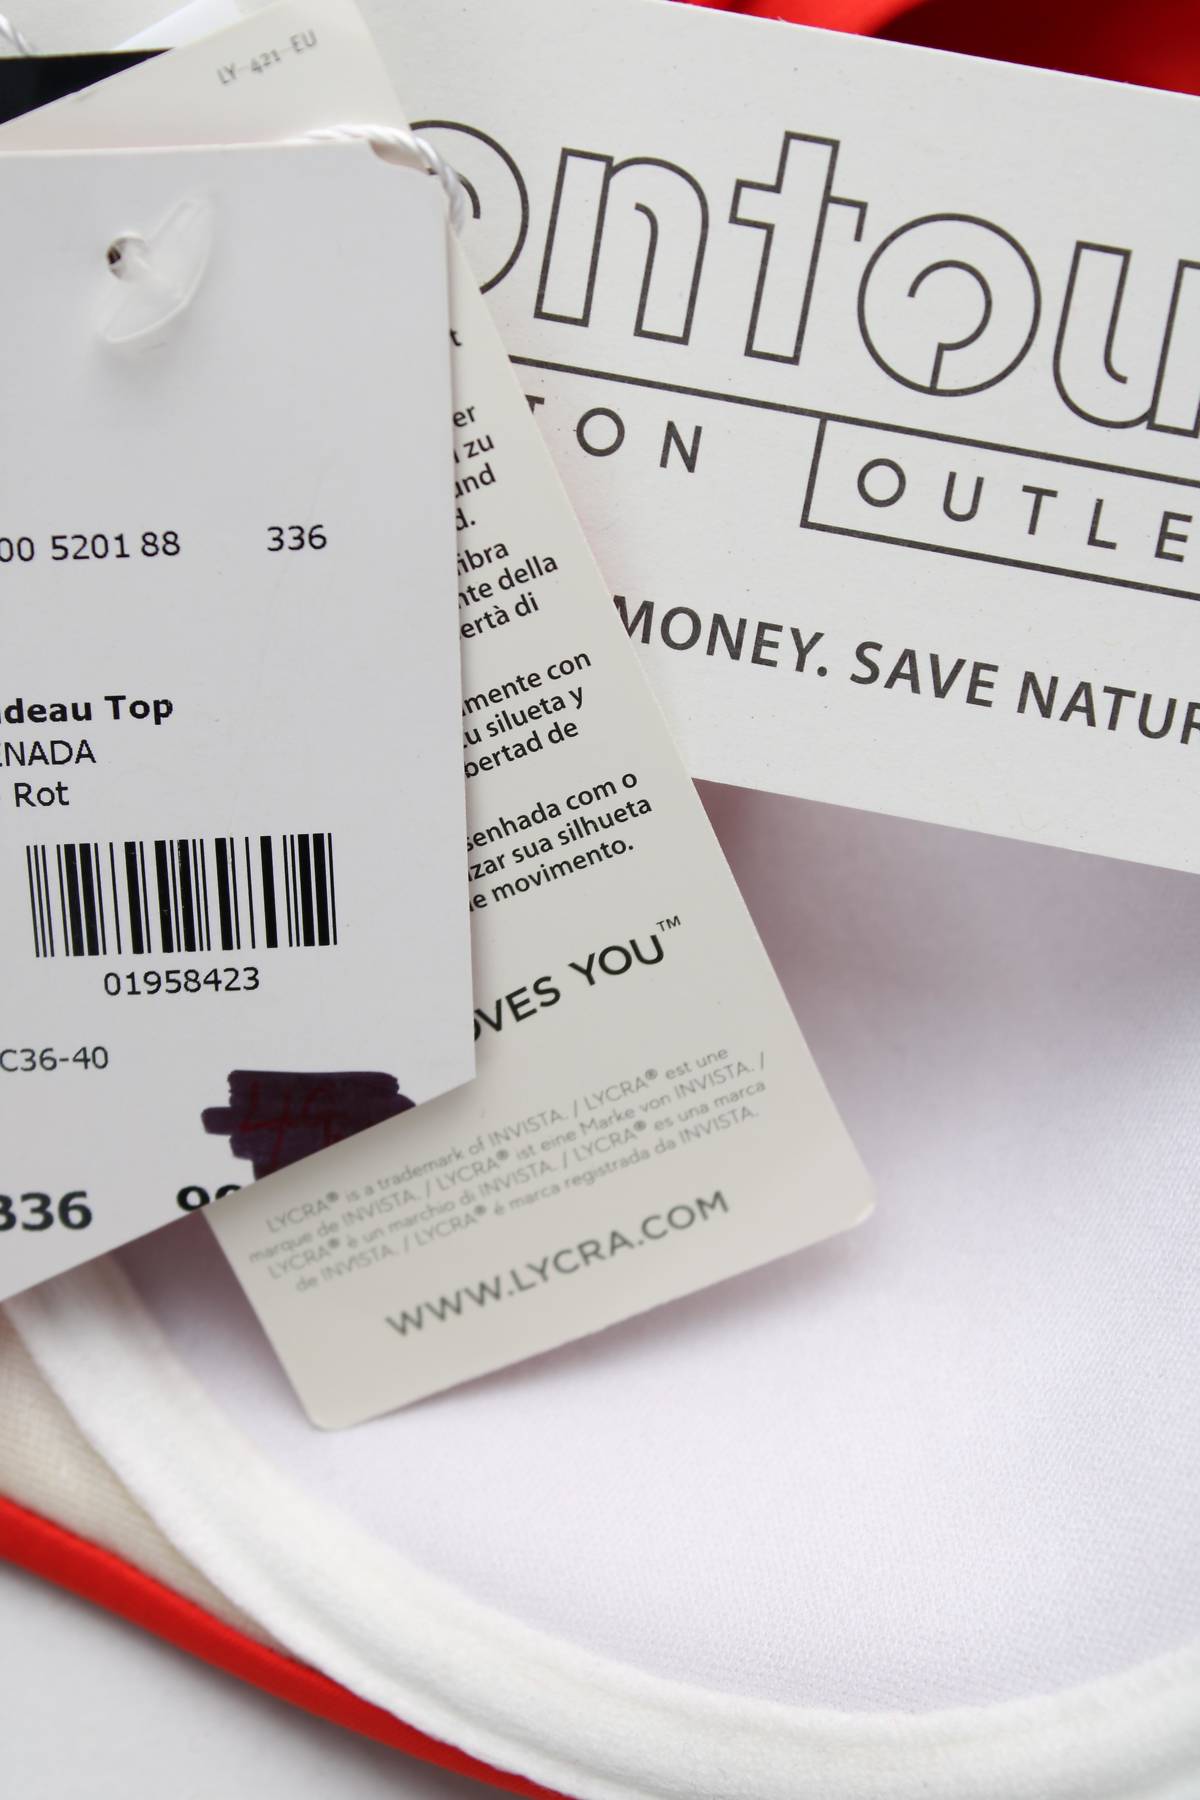 LY-421-EU
ontou
TON OUTLE
MONEY. SAVE NATUR
00 5201 88 336
deau Top
ENADA
Rot
01958423
C36-40
336
t
er
zu
und
d.
ibra
nte della
ertà di
mente con
u silueta y
bertad de
senhada com o
zar sua silhueta
e movimento.
OVES YOU™
LYCRA® is a trademark of INVISTA. / LYCRA® est une
marque de INVISTA. / LYCRA® ist eine Marke von INVISTA. /
LYCRA® è un marchio di INVISTA. / LYCRA® es una marca
de INVISTA. / LYCRA® é marca registrada da INVISTA.
WWW.LYCRA.COM